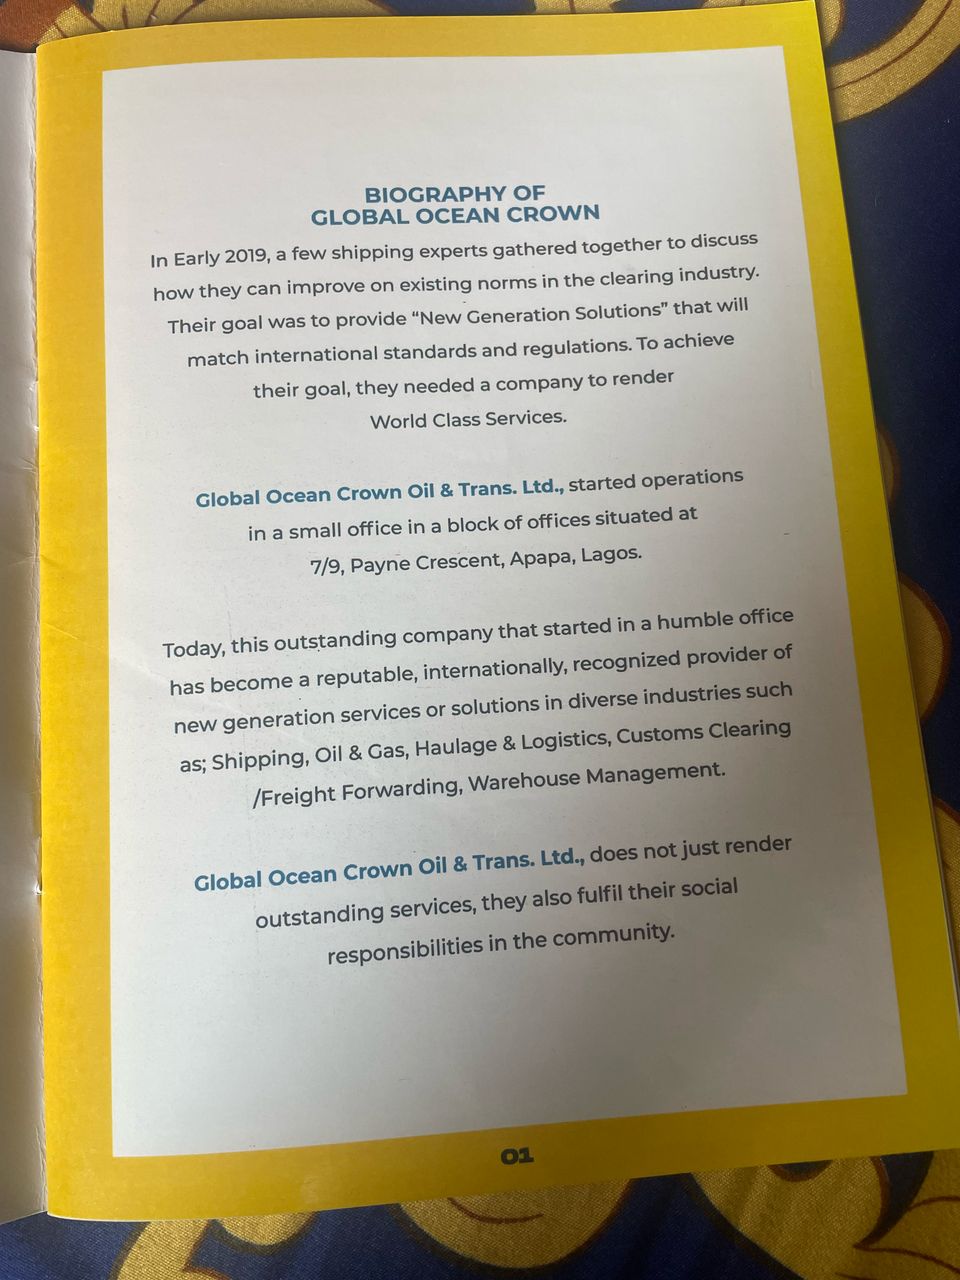 BIOGRAPHY OF
GLOBAL OCEAN CROWN
In Early 2019, a few shipping experts gathered together to discuss
how they can improve on existing norms in the clearing industry.
Their goal was to provide “New Generation Solutions” that will
match international standards and regulations. To achieve
their goal, they needed a company to render
World Class Services.
Global Ocean Crown Oil & Trans. Ltd., started operations
in a small office in a block of offices situated at
7/9, Payne Crescent, Apapa, Lagos.
Today, this outstanding company that started in a humble office
has become a reputable, internationally, recognized provider of
new generation services or solutions in diverse industries such
as; Shipping, Oil & Gas, Haulage & Logistics, Customs Clearing
/Freight Forwarding, Warehouse Management.
Global Ocean Crown Oil & Trans. Ltd., does not just render
outstanding services, they also fulfil their social
responsibilities in the community.
01